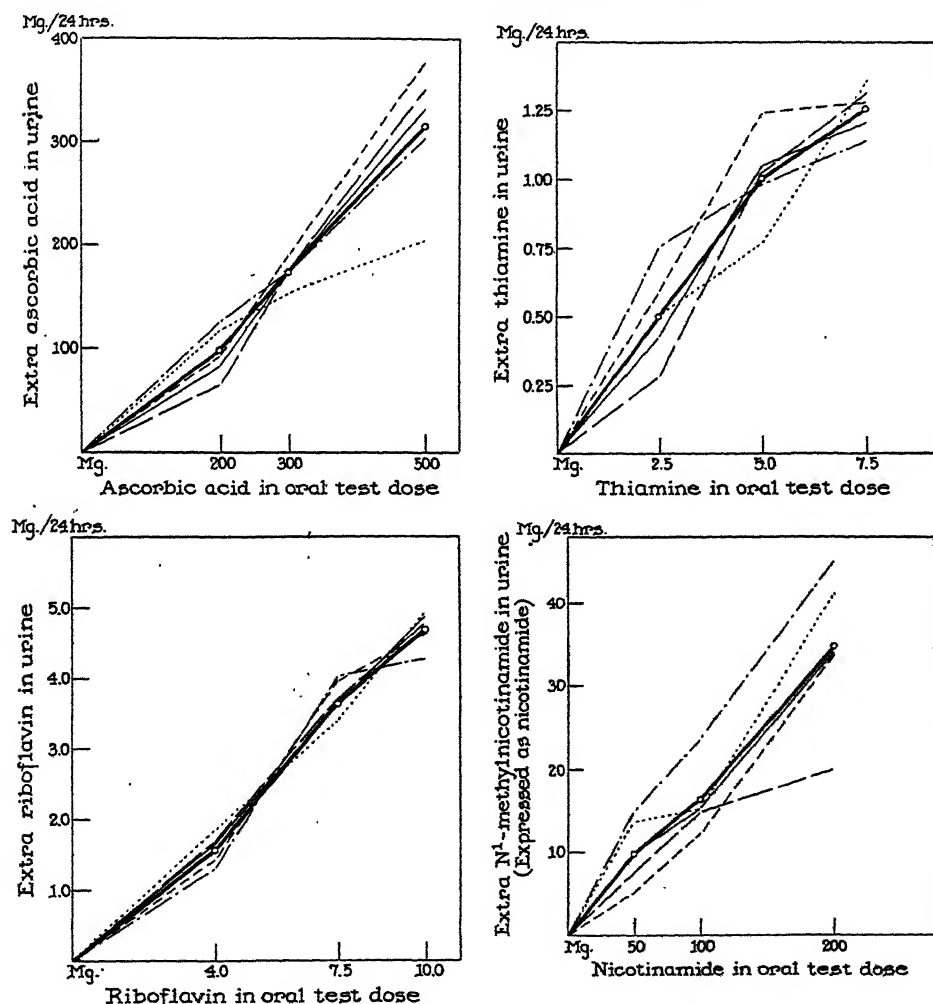 Mg./24 hrs.
400
300
200
100
Extra ascorbic acid in urine
Mg.
200
300
500
Ascorbic acid in oral test dose
Mg./24 hrs.
1.25
1.00
0.75
0.50
0.25
Extra thiamine in urine
Mg.
2.5
5.0
7.5
Thiamine in oral test dose
Mg./24 hrs.
5.0
4.0
3.0
2.0
1.0
Extra riboflavin in urine
Mg.
4.0
7.5
10.0
Riboflavin in oral test dose
Mg./24 hrs.
40
30
20
10
Extra N¹-methylnicotinamide in urine
(Expressed as nicotinamide)
Mg.
50
100
200
Nicotinamide in oral test dose